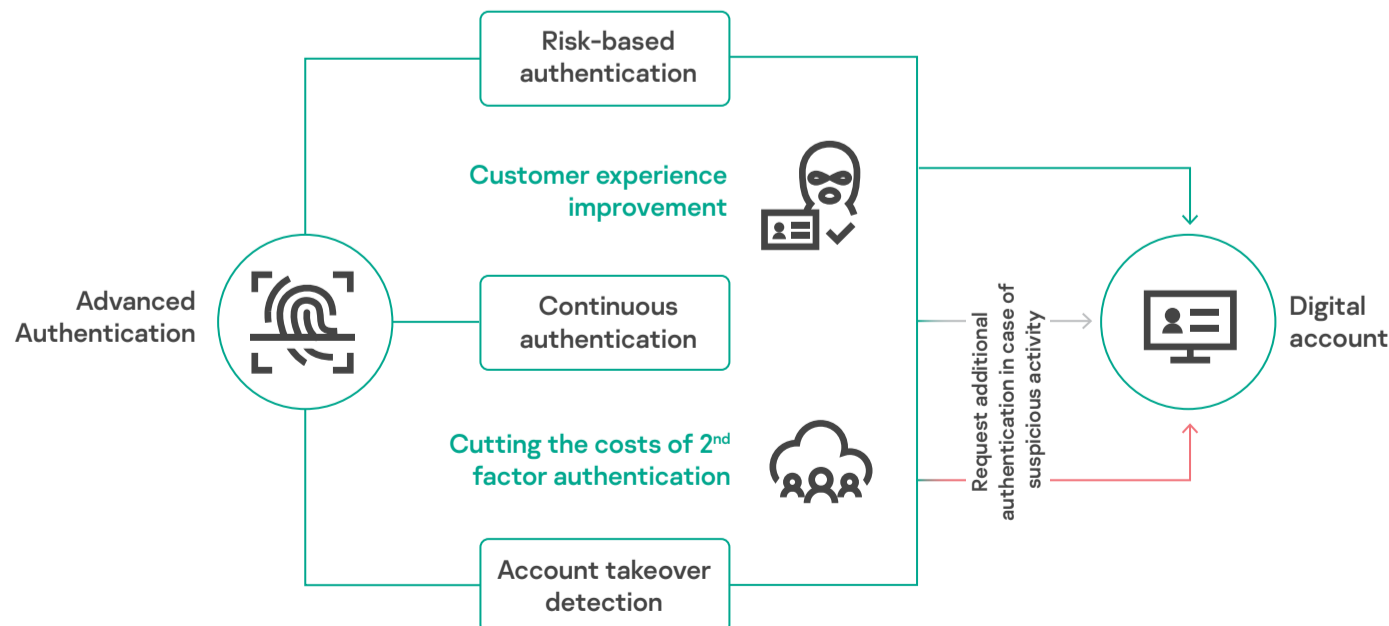 Risk-based
authentication
Customer experience
improvement
Advanced
Authentication
Continuous
authentication
Request additional
authentication in case of
suspicious activity
Digital
account
Cutting the costs of 2nd
factor authentication
Account takeover
detection